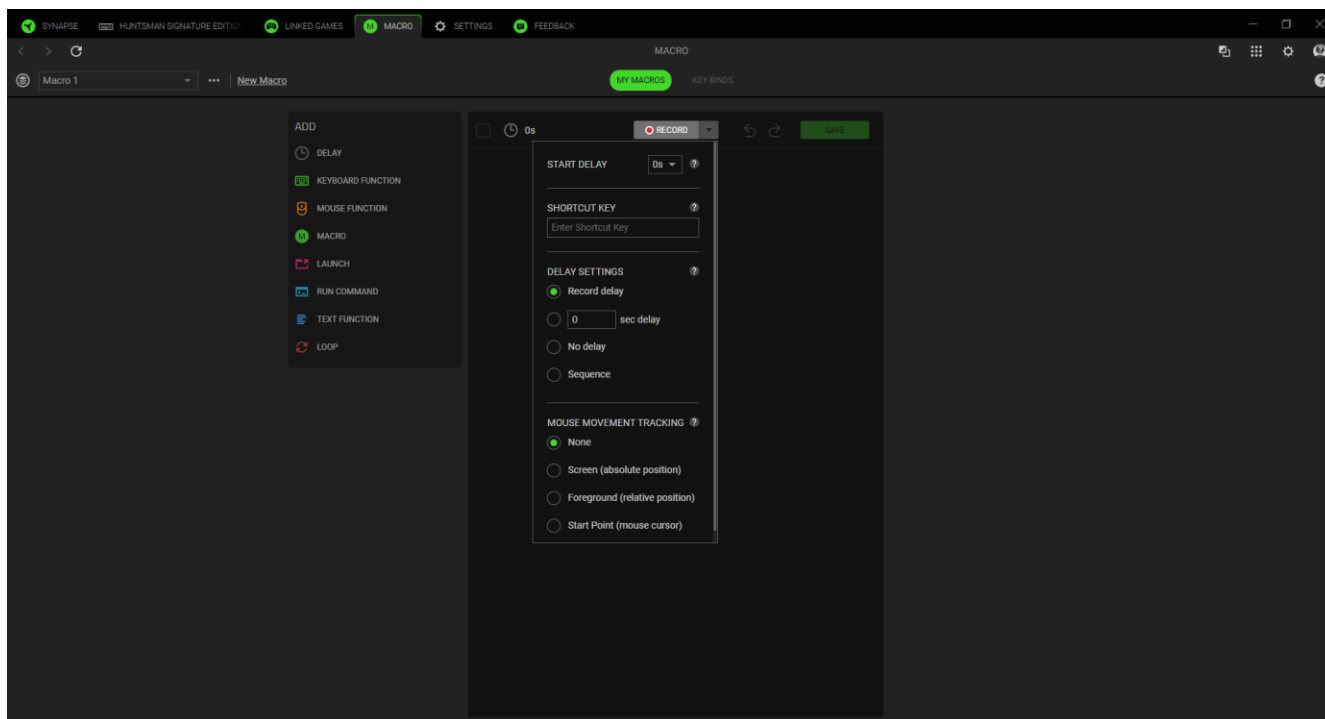 SYNAPSE HUNTSMAN SIGNATURE EDITIO LINKED GAMES M MACRO SETTINGS FEEDBACK
MACRO
Macro 1 New Macro MY MACROS KEY BINDS ?
ADD
0s RECORD SAVE
DELAY
START DELAY 0s ?
KEYBOARD FUNCTION
MOUSE FUNCTION
SHORTCUT KEY ?
Enter Shortcut Key
M MACRO
LAUNCH
DELAY SETTINGS ?
RUN COMMAND
Record delay
TEXT FUNCTION
0 sec delay
LOOP
No delay
Sequence
MOUSE MOVEMENT TRACKING ?
None
Screen (absolute position)
Foreground (relative position)
Start Point (mouse cursor)